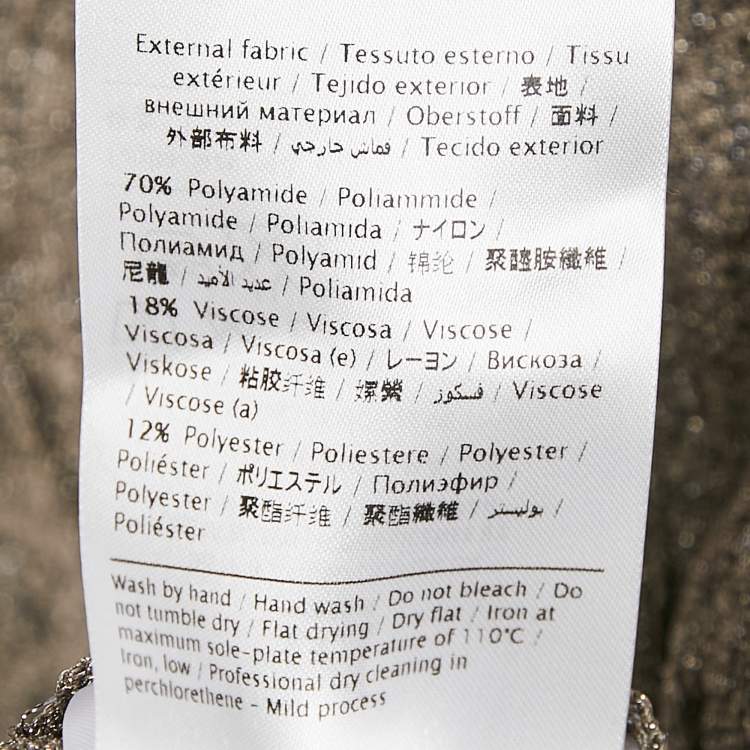 External fabric / Tessuto esterno / Tissu
extérieur / Tejido exterior / 表地 /
внешний материал / Oberstoff / 面料 /
外部布料 / قماش خارجي / Tecido exterior
70% Polyamide / Poliammide /
Polyamide / Poliamida / ナイロン /
Полиамид / Polyamid / 锦纶 / 聚醯胺纖維 /
尼龍 / عديد الأميد / Poliamida
18% Viscose / Viscosa / Viscose /
Viscosa / Viscosa (e) / レーヨン / Вискоза /
Viskose / 粘胶纤维 / 嫘縈 / فسكوز / Viscose
/ Viscose (a)
12% Polyester / Poliestere / Polyester /
Poliéster / ポリエステル / Полиэфир /
Polyester / 聚酯纤维 / 聚酯纖維 / بوليستر /
Poliéster
Wash by hand / Hand wash / Do not bleach / Do
not tumble dry / Flat drying / Dry flat / Iron at
maximum sole-plate temperature of 110°C /
Iron, low / Professional dry cleaning in
perchlorethene - Mild process